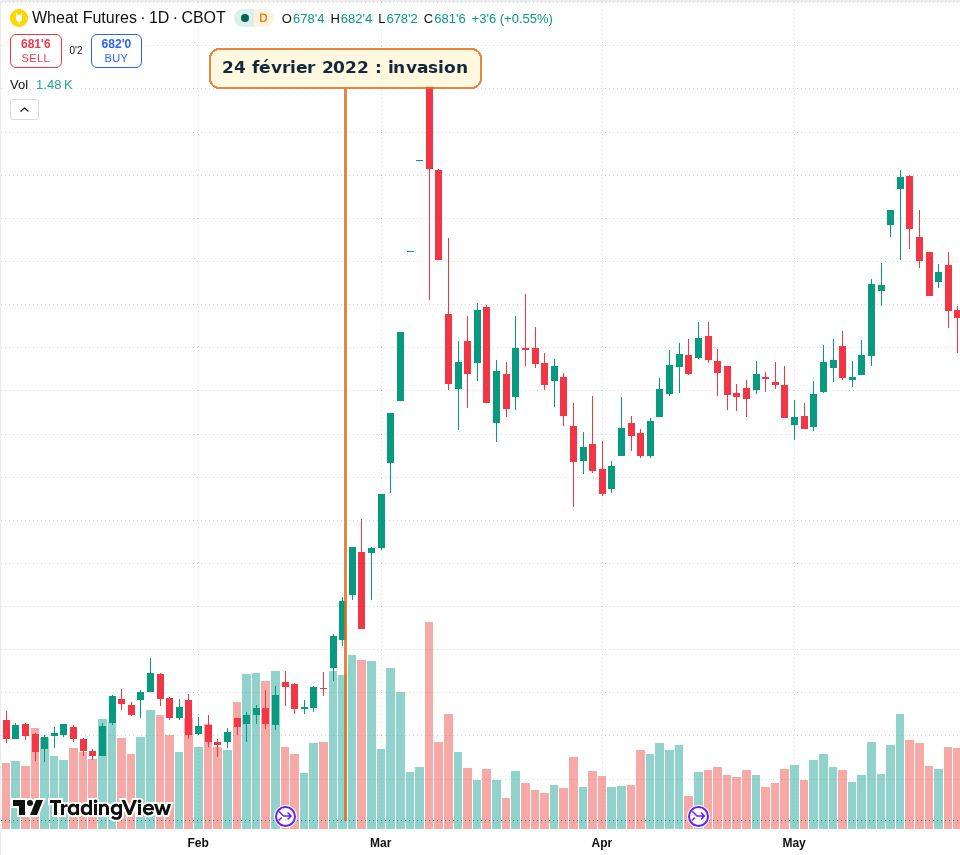 Wheat Futures · 1D · CBOT D O678'4 H682'4 L678'2 C681'6 +3'6 (+0.55%)
681'6 0'2 682'0
SELL BUY
24 février 2022 : invasion
Vol 1.48 K
TradingView
Feb Mar Apr May